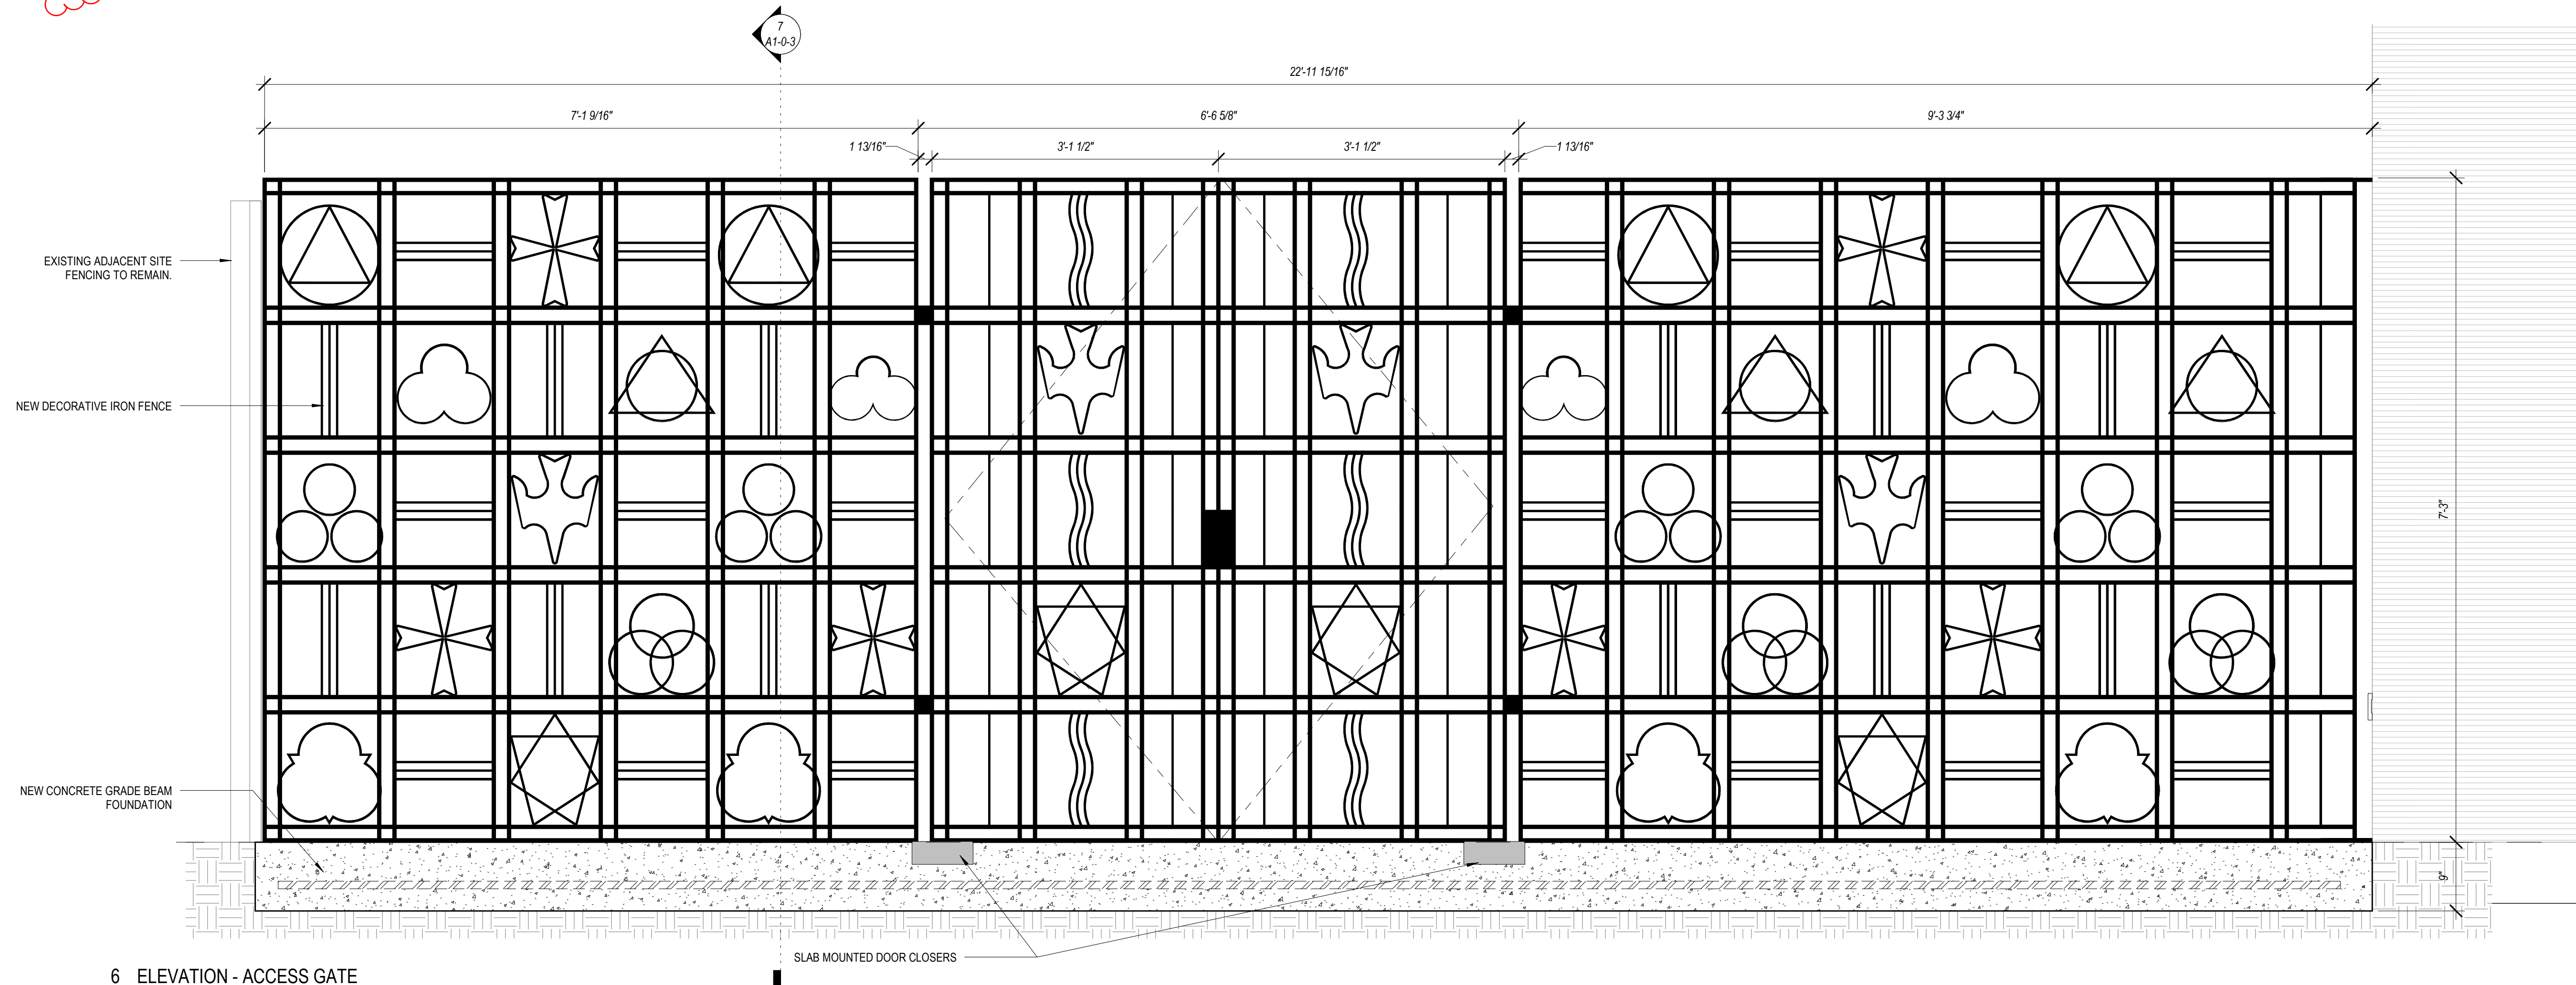 7
A1-0-3
22'-11 15/16"
7'-1 9/16"
6'-6 5/8"
9'-3 3/4"
1 13/16"
3'-1 1/2"
3'-1 1/2"
1 13/16"
EXISTING ADJACENT SITE
FENCING TO REMAIN.
NEW DECORATIVE IRON FENCE
7'-3"
NEW CONCRETE GRADE BEAM
FOUNDATION
9"
SLAB MOUNTED DOOR CLOSERS
6 ELEVATION - ACCESS GATE